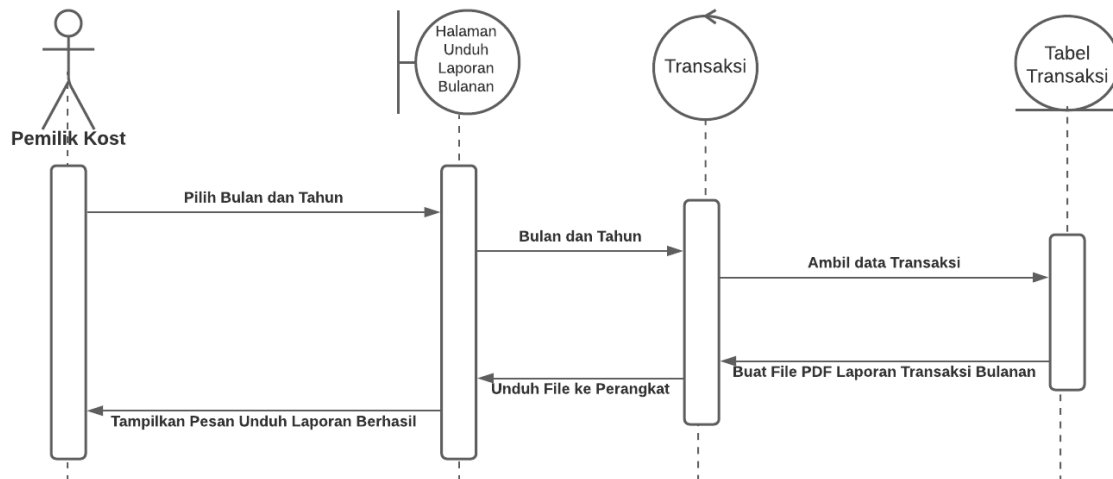 Halaman
Unduh
Laporan
Bulanan
Transaksi
Tabel
Transaksi
Pemilik Kost
Pilih Bulan dan Tahun
Bulan dan Tahun
Ambil data Transaksi
Buat File PDF Laporan Transaksi Bulanan
Unduh File ke Perangkat
Tampilkan Pesan Unduh Laporan Berhasil